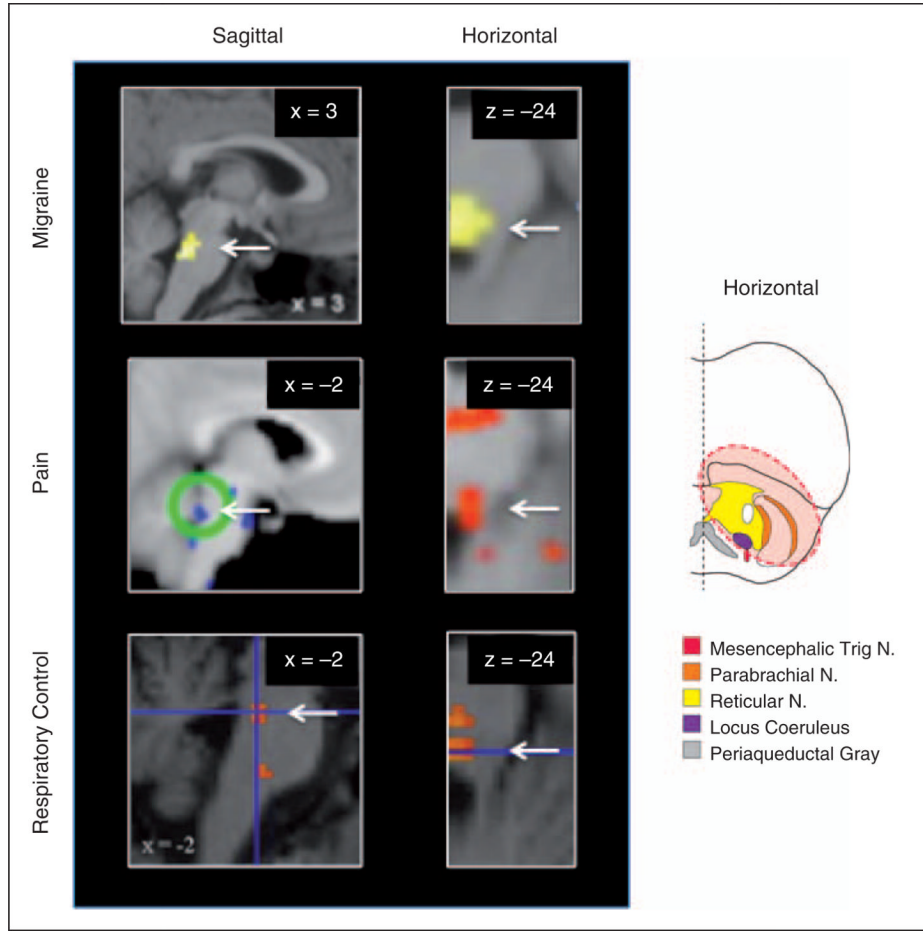 Sagittal
Horizontal
Migraine
x = 3
z = –24
x = 3
Pain
x = –2
z = –24
Respiratory Control
x = –2
z = –24
x = -2
Horizontal
Mesencephalic Trig N.
Parabrachial N.
Reticular N.
Locus Coeruleus
Periaqueductal Gray